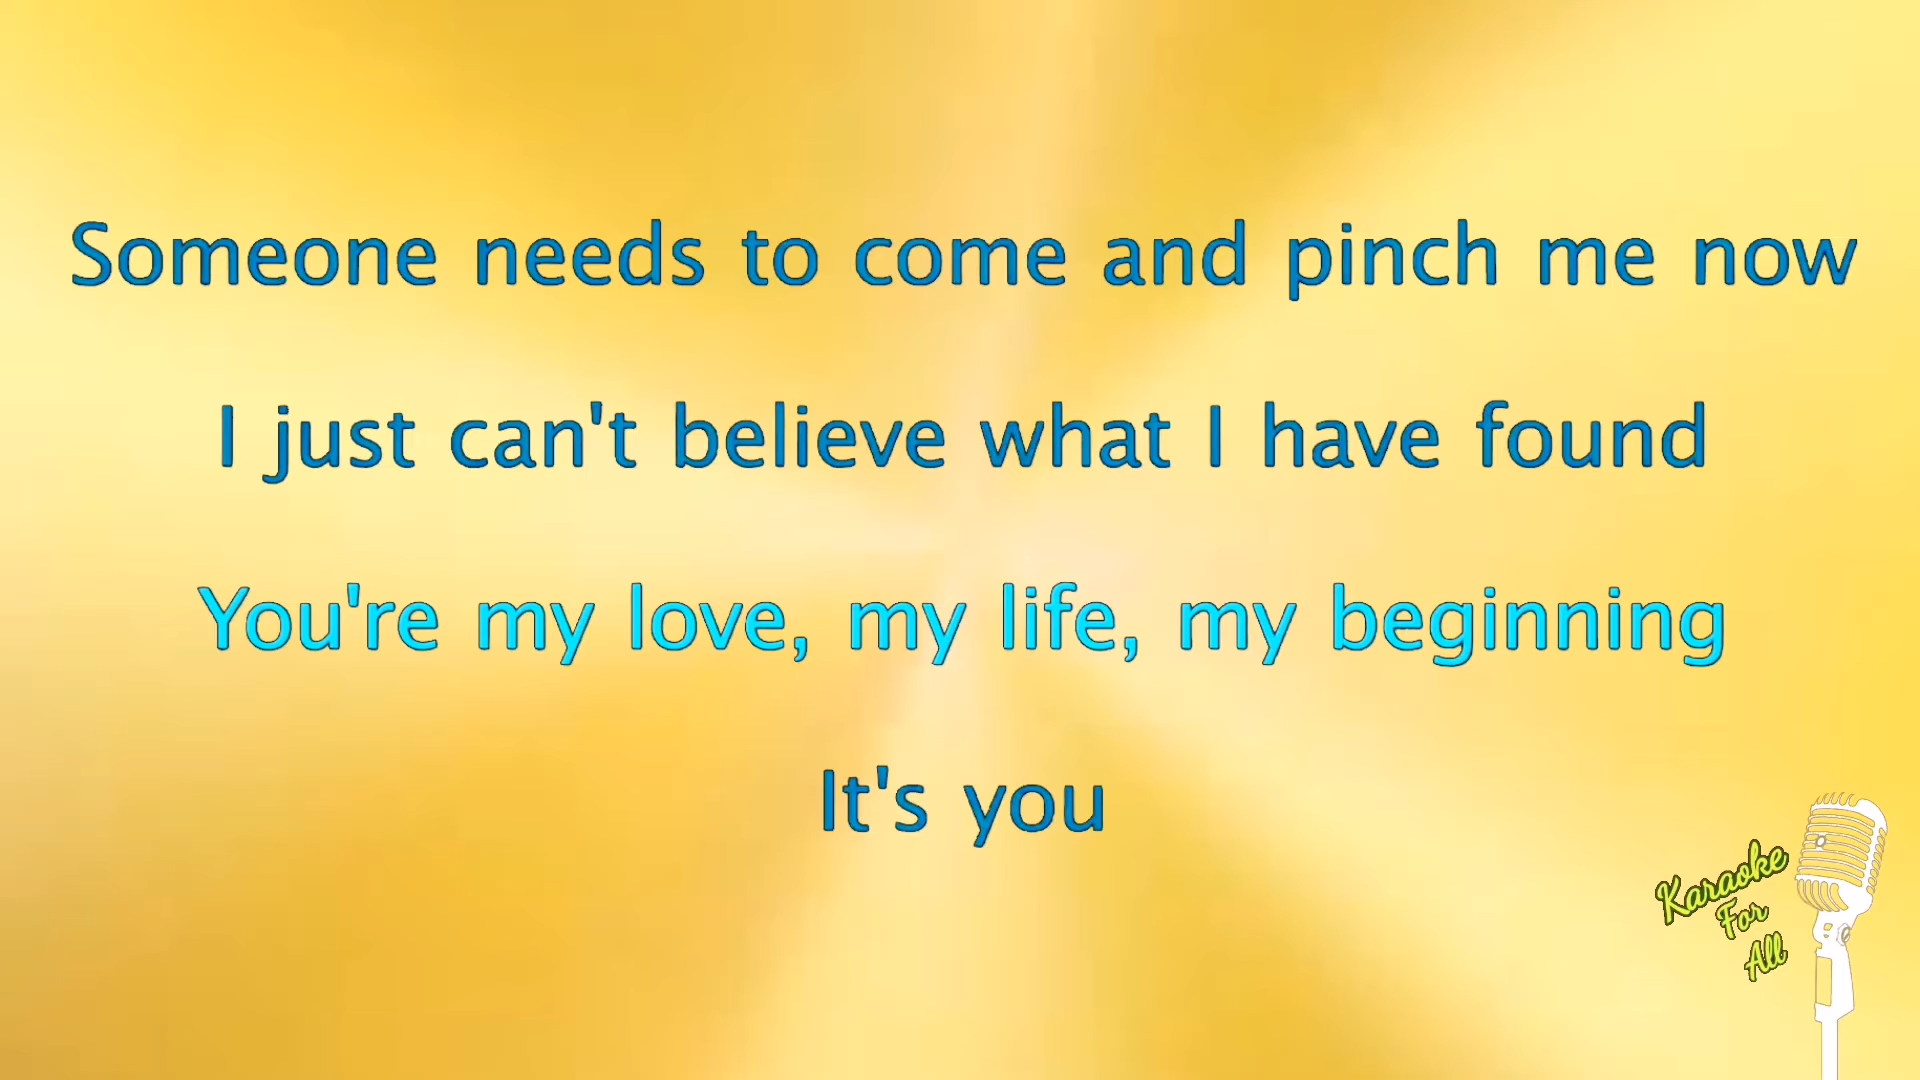 Someone needs to come and pinch me now
I just can't believe what I have found
You're my love, my life, my beginning
It's you
Karaoke
For
All